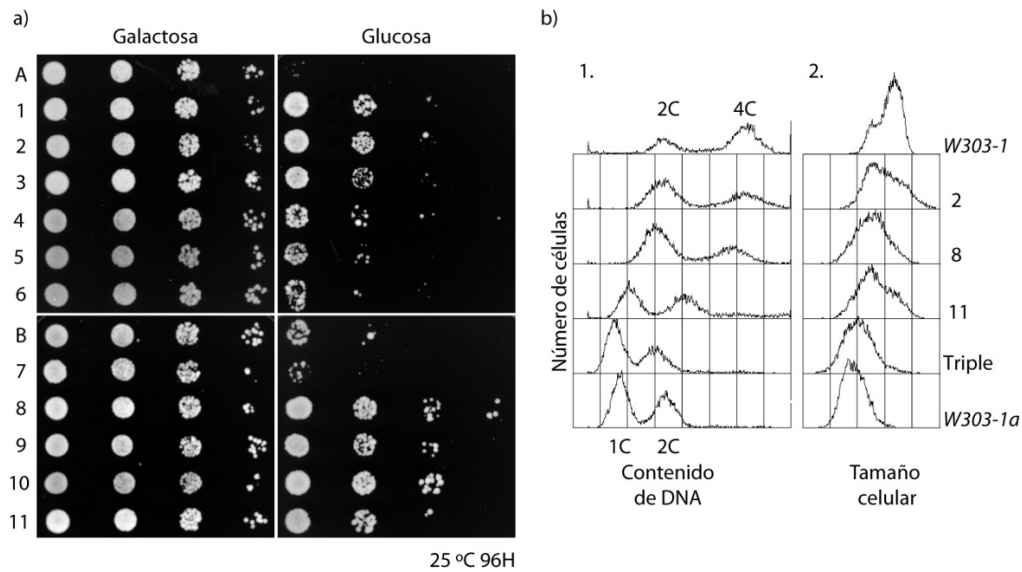 a)
Galactosa Glucosa
A
1
2
3
4
5
6
B
7
8
9
10
11
25 ºC 96H
b)
1. 2.
2C 4C
W303-1
2
8
11
Triple
W303-1a
Número de células
1C 2C
Contenido
de DNA
Tamaño
celular